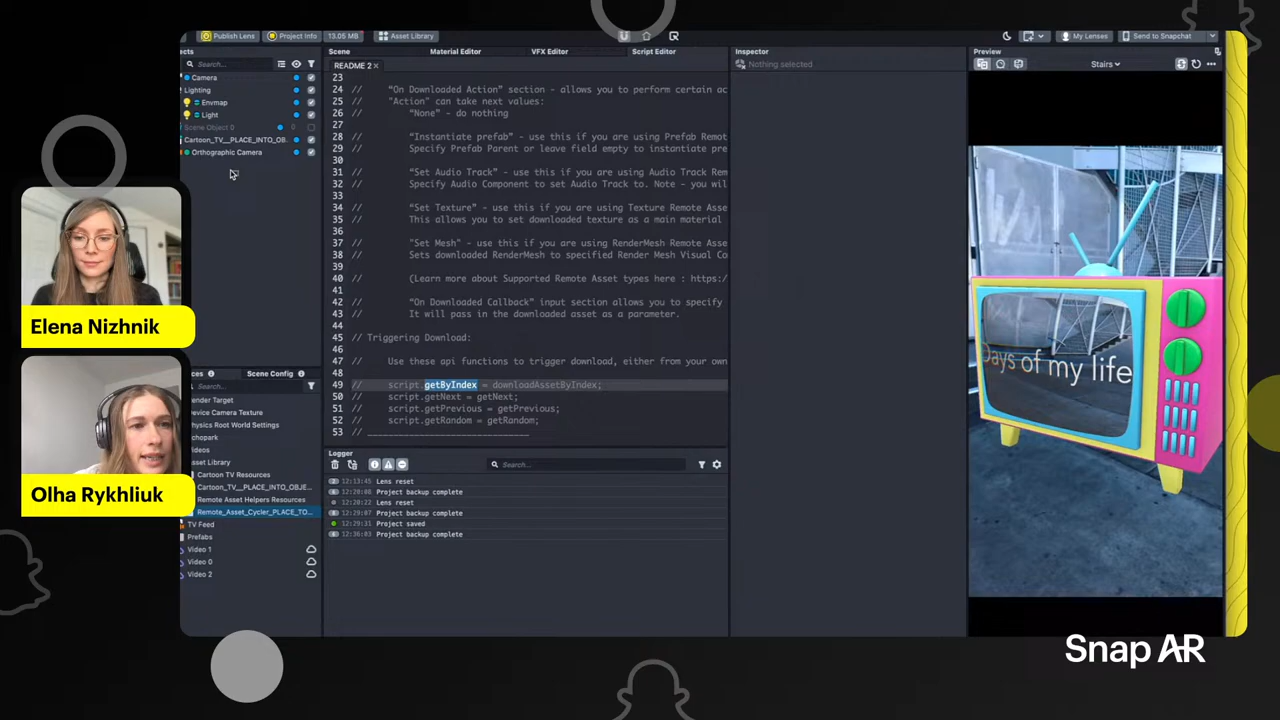 Publish Lens
Project Info
13.05 MB
Asset Library
My Lenses
Send to Snapchat
ects
Scene
Material Editor
VFX Editor
Script Editor
Inspector
Preview
Search...
README 2
Nothing selected
Stairs
Camera
Lighting
Envmap
Light
Scene Object 0
0
Cartoon_TV__PLACE_INTO_OB..
Orthographic Camera
23
24 // “On Downloaded Action” section - allows you to perform certain ac
25 // "Action" can take next values:
26 // “None” - do nothing
27
28 // “Instantiate prefab” - use this if you are using Prefab Remot
29 // Specify Prefab Parent or leave field empty to instantiate pre
30
31 // “Set Audio Track” - use this if you are using Audio Track Rem
32 // Specify Audio Component to set Audio Track to. Note - you wil
33
34 // “Set Texture” - use this if you are using Texture Remote Asse
35 // This allows you to set downloaded texture as a main material
36
37 // "Set Mesh” - use this if you are using RenderMesh Remote Asse
38 // Sets downloaded RenderMesh to specified Render Mesh Visual Co
39
40 // (Learn more about Supported Remote Asset types here : https:/
41
42 // “On Downloaded Callback” input section allows you to specify
43 // It will pass in the downloaded asset as a parameter.
44
45 // Triggering Download:
46
47 // Use these api functions to trigger download, either from your own
48
49 // script.getByIndex = downloadAssetByIndex;
50 // script.getNext = getNext;
51 // script.getPrevious = getPrevious;
52 // script.getRandom = getRandom;
53 // ______________________________
Days of my life
Elena Nizhnik
Olha Rykhliuk
ces
Scene Config
Search...
nder Target
Device Camera Texture
Physics Root World Settings
chopark
Videos
Asset Library
Cartoon TV Resources
Cartoon_TV__PLACE_INTO_OBJE...
Remote Asset Helpers Resources
Remote_Asset_Cycler_PLACE_TO...
TV Feed
Prefabs
Video 1
Video 0
Video 2
Logger
Search...
12:13:45 Lens reset
12:20:08 Project backup complete
12:20:22 Lens reset
12:29:07 Project backup complete
12:29:31 Project saved
12:36:03 Project backup complete
Snap AR